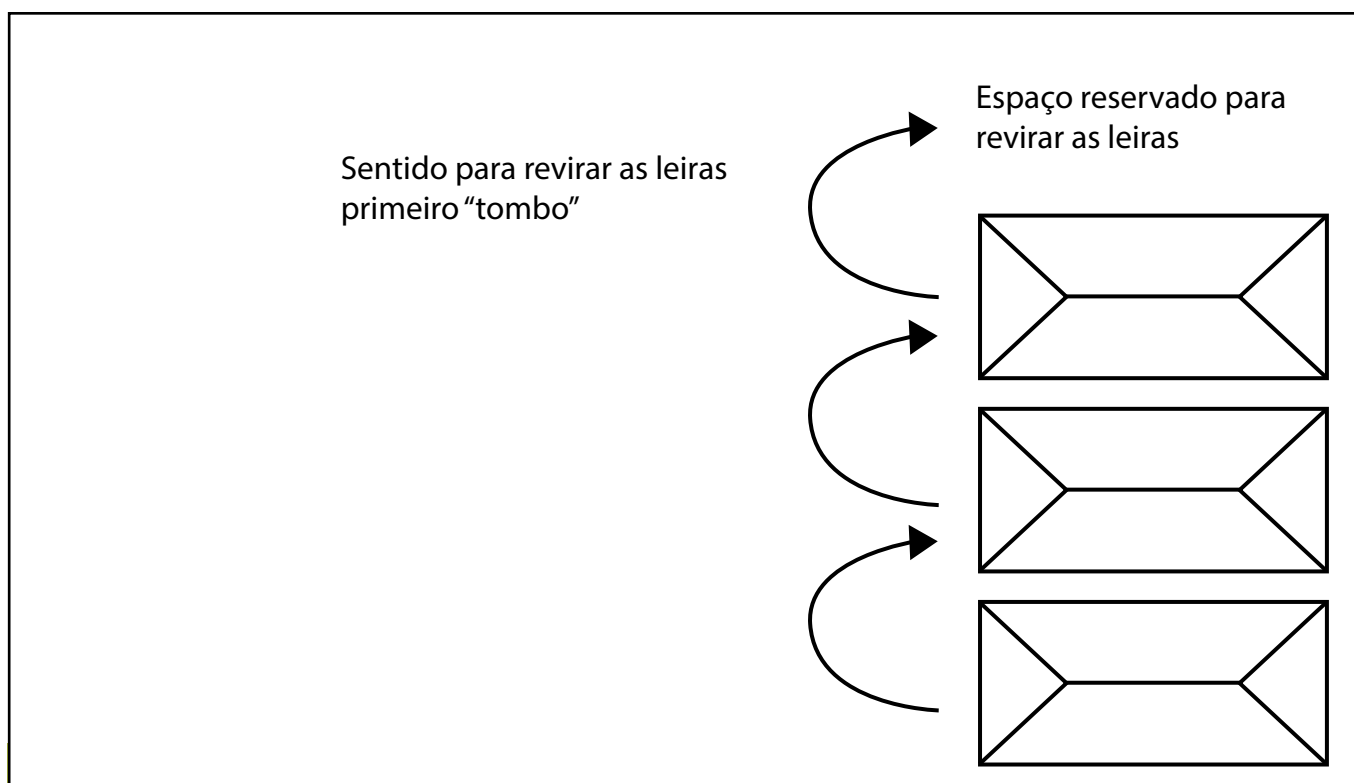 Espaço reservado para
revirar as leiras
Sentido para revirar as leiras
primeiro “tombo”